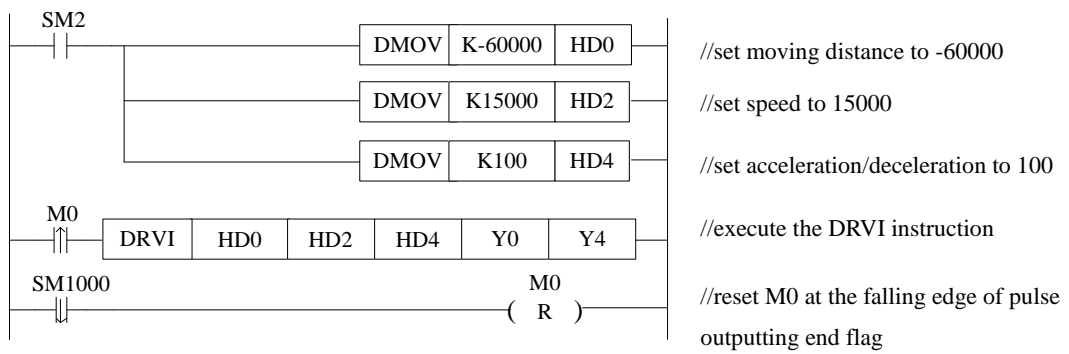 SM2
DMOV K-60000 HD0 //set moving distance to -60000
DMOV K15000 HD2 //set speed to 15000
DMOV K100 HD4 //set acceleration/deceleration to 100
M0
DRVI HD0 HD2 HD4 Y0 Y4 //execute the DRVI instruction
SM1000 M0
( R ) //reset M0 at the falling edge of pulse
outputting end flag